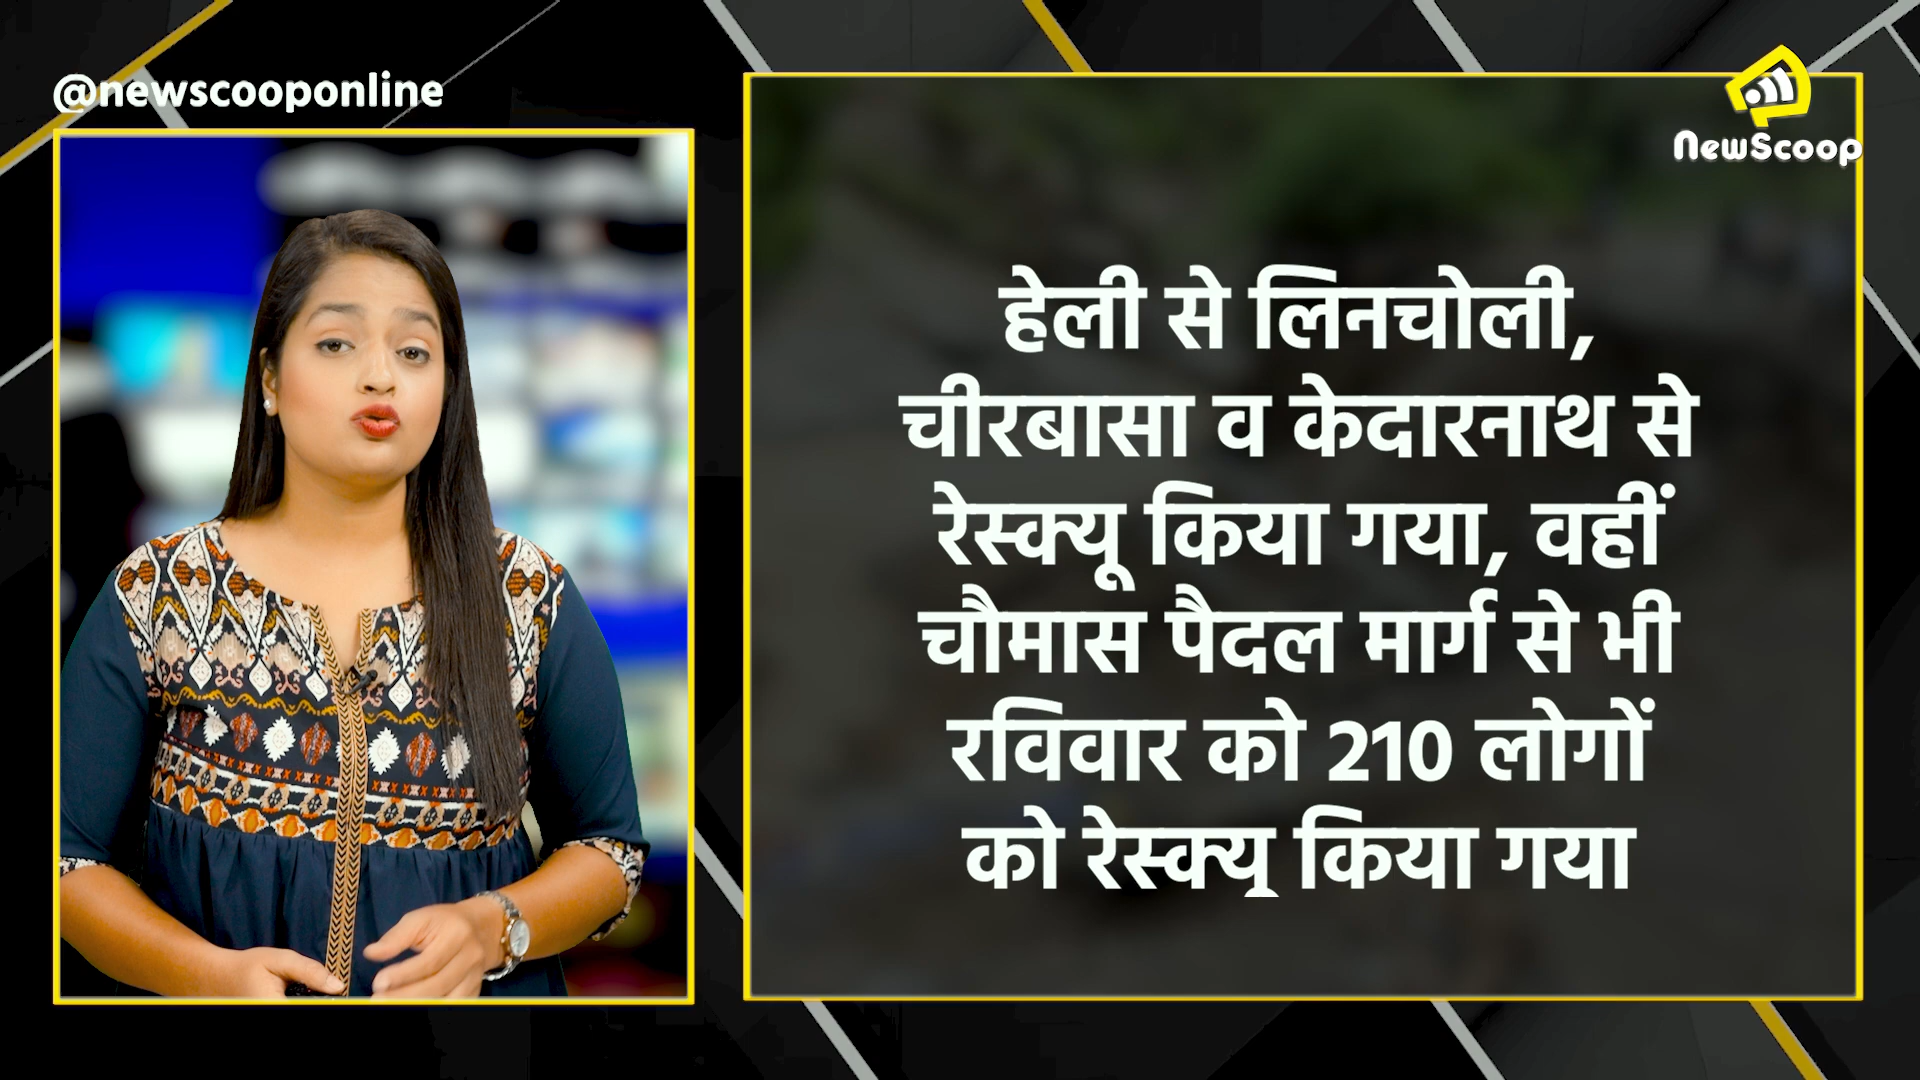 @newscooponline
NewScoop
हेली से लिनचोली,
चीरबासा व केदारनाथ से
रेस्क्यू किया गया, वहीं
चौमास पैदल मार्ग से भी
रविवार को 210 लोगों
को रेस्क्यू किया गया